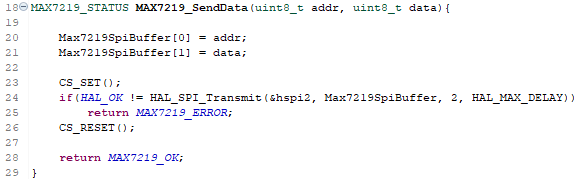 18 MAX7219_STATUS MAX7219_SendData(uint8_t addr, uint8_t data){
19
20     Max7219SpiBuffer[0] = addr;
21     Max7219SpiBuffer[1] = data;
22
23     CS_SET();
24     if(HAL_OK != HAL_SPI_Transmit(&hspi2, Max7219SpiBuffer, 2, HAL_MAX_DELAY))
25         return MAX7219_ERROR;
26     CS_RESET();
27
28     return MAX7219_OK;
29 }